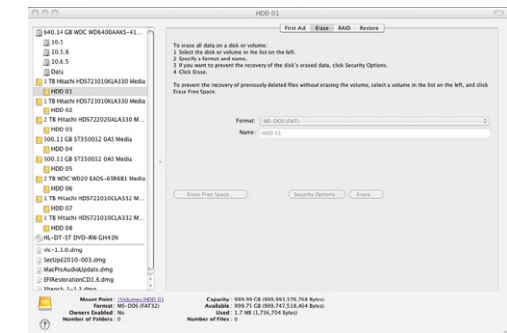 HDD 01
640.14 GB WDC WD6400AAKS-41...
10.5
10.5.8
10.6.5
Data
1 TB Hitachi HDS721010KLA330 Media
HDD 01
1 TB Hitachi HDS721010KLA330 Media
HDD 02
2 TB Hitachi HDS722020ALA330 M...
HDD 03
500.11 GB ST350032 0AS Media
HDD 04
500.11 GB ST350032 0AS Media
HDD 05
2 TB WDC WD20 EADS-65R6B1 Media
HDD 06
1 TB Hitachi HDS721010CLA332 M...
HDD 07
1 TB Hitachi HDS721010CLA332 M...
HDD 08
HL-DT-ST DVD-RW GH41N
vlc-1.1.0.dmg
SecUpd2010-003.dmg
MacProAudioUpdate.dmg
EFIRestorationCD1.3.dmg
First Aid Erase RAID Restore
To erase all data on a disk or volume:
1 Select the disk or volume in the list on the left.
2 Specify a format and name.
3 If you want to prevent the recovery of the disk's erased data, click Security Options.
4 Click Erase.
To prevent the recovery of previously deleted files without erasing the volume, select a volume in the list on the left, and click
Erase Free Space.
Format: MS-DOS (FAT)
Name: HDD 01
Erase Free Space... Security Options... Erase...
Mount Point: /Volumes/HDD 01
Format: MS-DOS (FAT32)
Owners Enabled: No
Number of Folders: 0
Capacity: 999.99 GB (999,993,376,768 Bytes)
Available: 999.75 GB (999,747,518,464 Bytes)
Used: 1.7 MB (1,736,704 Bytes)
Number of Files: 0
?